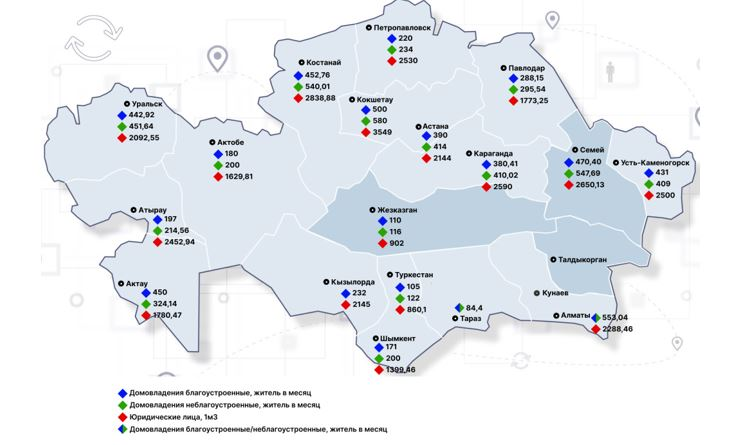 Петропавловск
220
234
2530
Костанай
452,76
540,01
2838,88
Павлодар
288,15
295,54
1773,25
Кокшетау
500
580
3549
Уральск
442,92
451,64
2092,55
Астана
390
414
2144
Актобе
180
200
1629,81
Караганда
380,41
410,02
2590
Семей
470,40
547,69
2650,13
Усть-Каменогорск
431
409
2500
Атырау
197
214,56
2452,94
Жезказган
110
116
902
Талдыкорган
Актау
450
324,14
1780,47
Кызылорда
232
2145
Туркестан
105
122
860,1
Кунаев
84,4
Тараз
Алматы
553,04
2288,46
Шымкент
171
200
1399,46
Домовладения благоустроенные, житель в месяц
Домовладения неблагоустроенные, житель в месяц
Юридические лица, 1м3
Домовладения благоустроенные/неблагоустроенные, житель в месяц